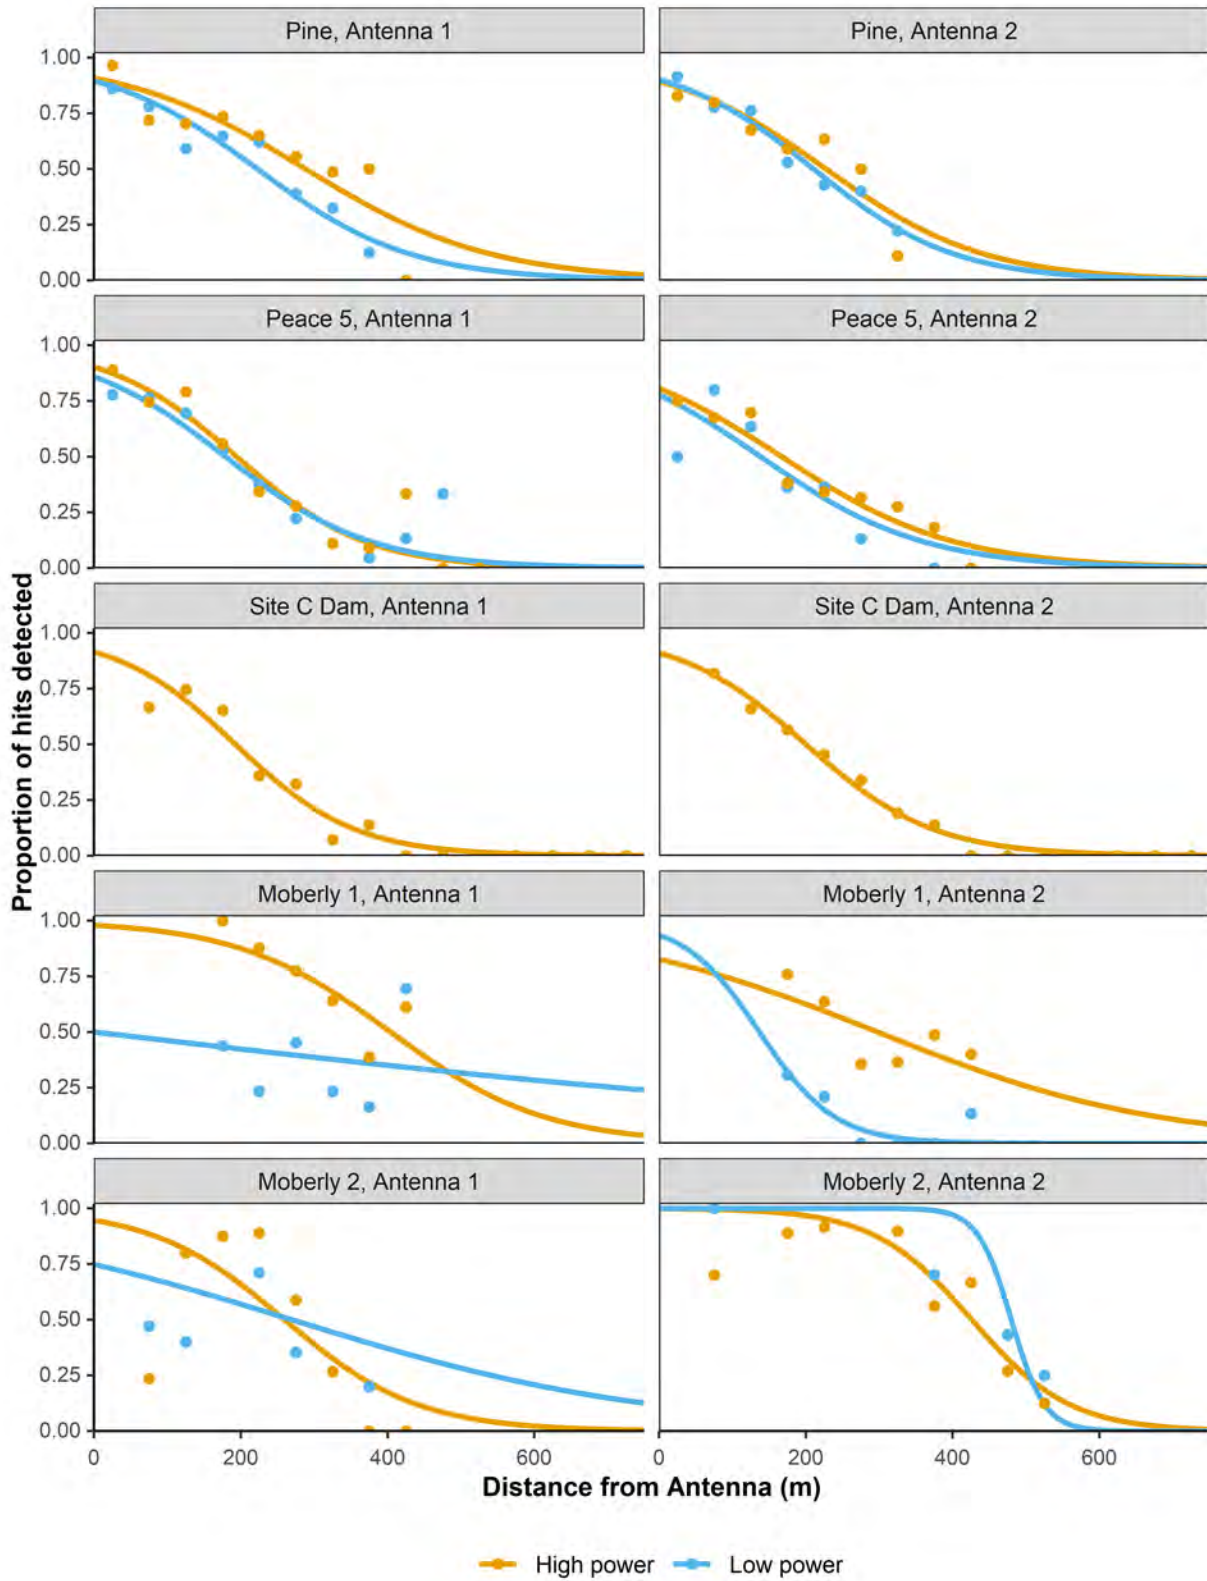 Pine, Antenna 1
Pine, Antenna 2
1.00
0.75
0.50
0.25
0.00
Peace 5, Antenna 1
Peace 5, Antenna 2
1.00
0.75
0.50
0.25
0.00
Site C Dam, Antenna 1
Site C Dam, Antenna 2
1.00
0.75
0.50
0.25
0.00
Proportion of hits detected
Moberly 1, Antenna 1
Moberly 1, Antenna 2
1.00
0.75
0.50
0.25
0.00
Moberly 2, Antenna 1
Moberly 2, Antenna 2
1.00
0.75
0.50
0.25
0.00
0 200 400 600 0 200 400 600
Distance from Antenna (m)
High power Low power